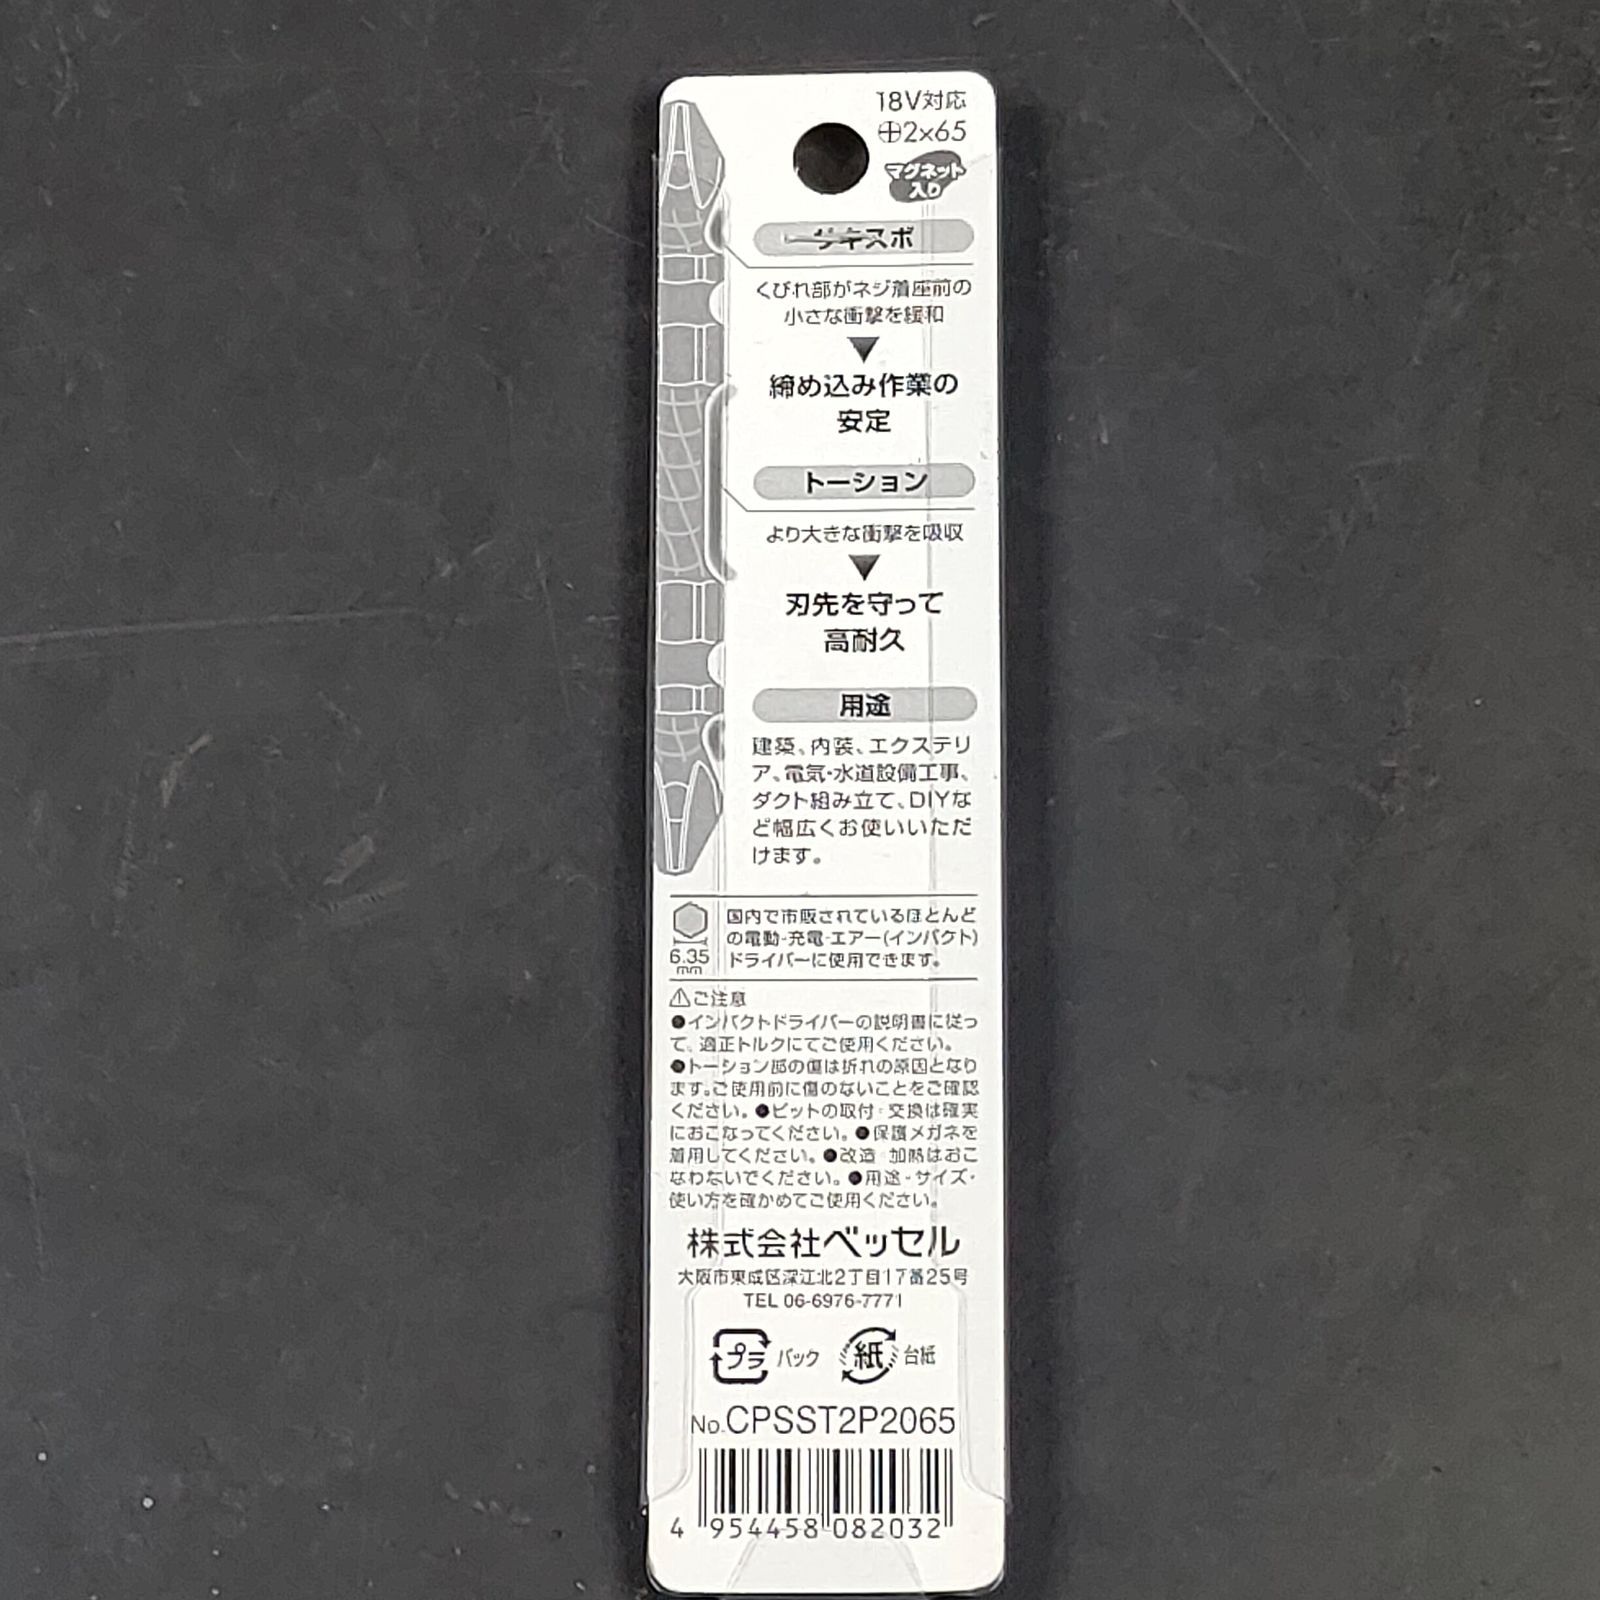 18V対応
⊕2×65
マグネット
入り
サキスボ
くびれ部がネジ着座前の
小さな衝撃を緩和
▼
締め込み作業の
安定
トーション
より大きな衝撃を吸収
▼
刃先を守って
高耐久
用途
建築、内装、エクステリ
ア、電気・水道設備工事、
ダクト組み立て、DIYな
ど幅広くお使いいただ
けます。
国内で市販されているほとんど
の電動・充電・エアー(インパクト)
ドライバーに使用できます。
6.35
mm
⚠ご注意
●インパクトドライバーの説明書に従っ
て、適正トルクにてご使用ください。
●トーション部の傷は折れの原因となり
ます。ご使用前に傷のないことをご確認
ください。●ビットの取付・交換は確実
におこなってください。●保護メガネを
着用してください。●改造・加熱はおこ
なわないでください。●用途・サイズ・
使い方を確かめてご使用ください。
株式会社ベッセル
大阪市東成区深江北2丁目17番25号
TEL 06-6976-7771
プラ パック 紙 台紙
No.CPSST2P2065
4 954458 082032